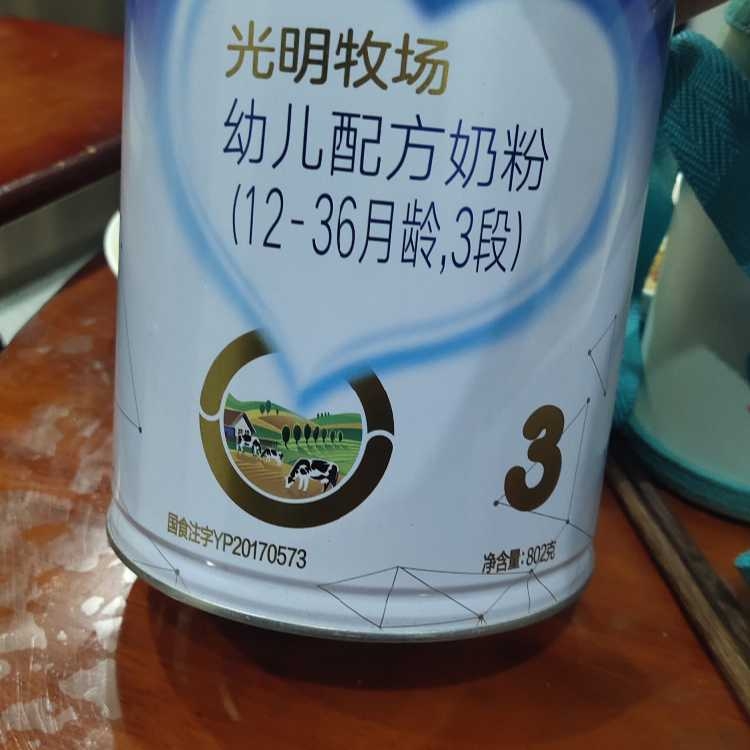 光明牧场
幼儿配方奶粉
(12-36月龄,3段)
3
国食注字YP20170573
净含量:802克